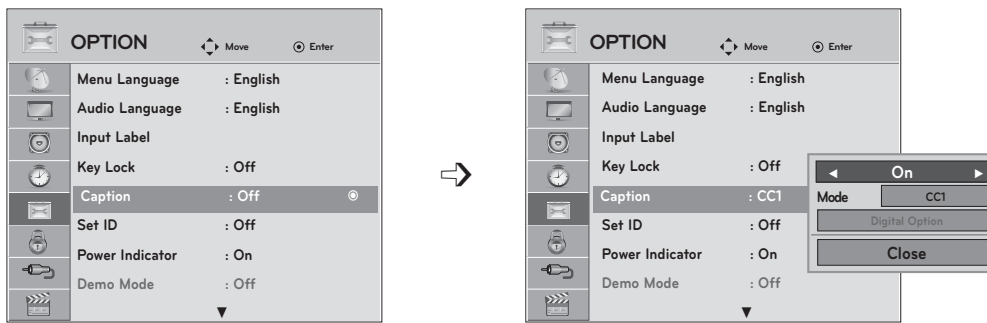 OPTION Move Enter
Menu Language : English
Audio Language : English
Input Label
Key Lock : Off
Caption : Off
Set ID : Off
Power Indicator : On
Demo Mode : Off
OPTION Move Enter
Menu Language : English
Audio Language : English
Input Label
Key Lock : Off
Caption : CC1
Set ID : Off
Power Indicator : On
Demo Mode : Off
On
Mode CC1
Digital Option
Close